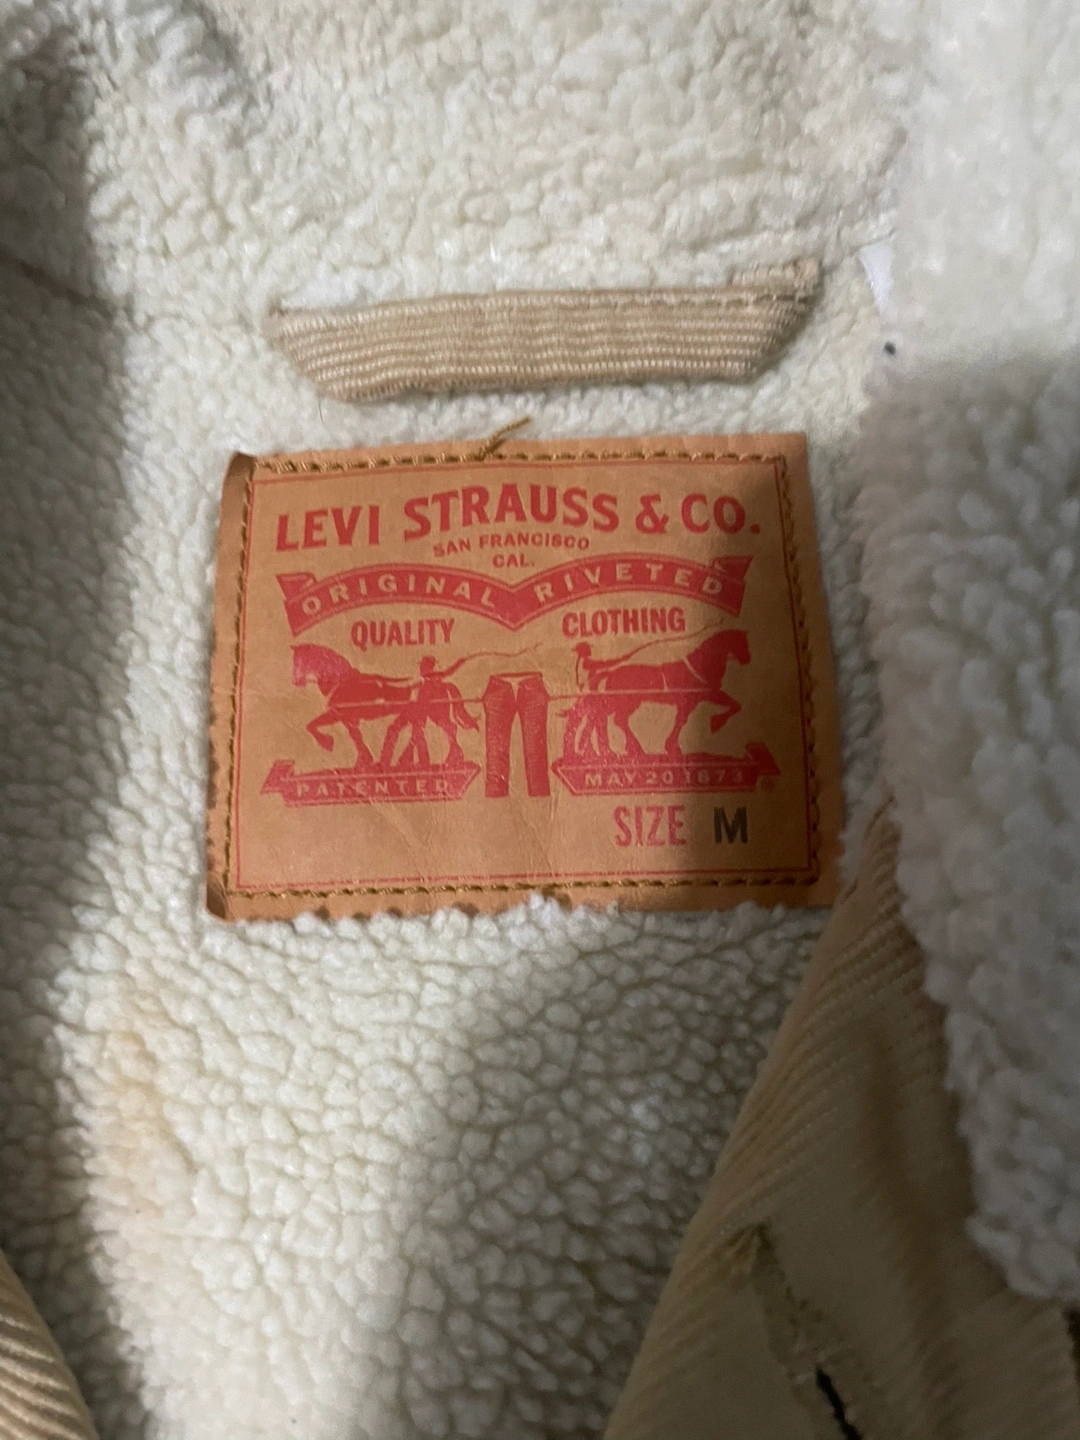 LEVI STRAUSS & CO.
SAN FRANCISCO
CAL.
ORIGINAL RIVETED
QUALITY CLOTHING
PATENTED MAY 20 1873
SIZE M